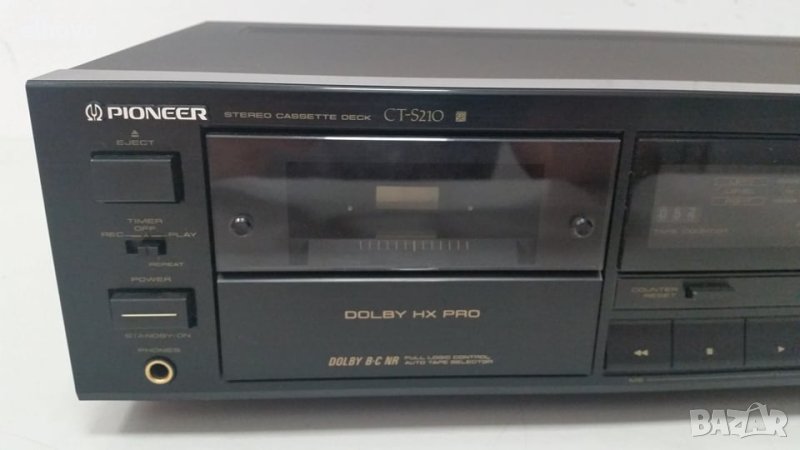 PIONEER STEREO CASSETTE DECK CT-S210
EJECT
TIMER
OFF
REC PLAY
REPEAT
POWER
STANDBY/ON
PHONES
DOLBY HX PRO
DOLBY B·C NR FULL LOGIC CONTROL
AUTO TAPE SELECTOR
TAPE COUNTER
COUNTER
RESET
BAZAR